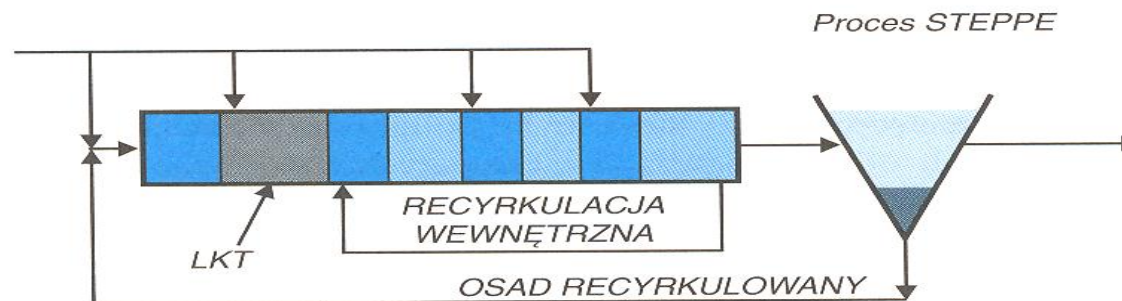 Proces STEPPE
RECYRKULACJA
WEWNĘTRZNA
LKT
OSAD RECYRKULOWANY